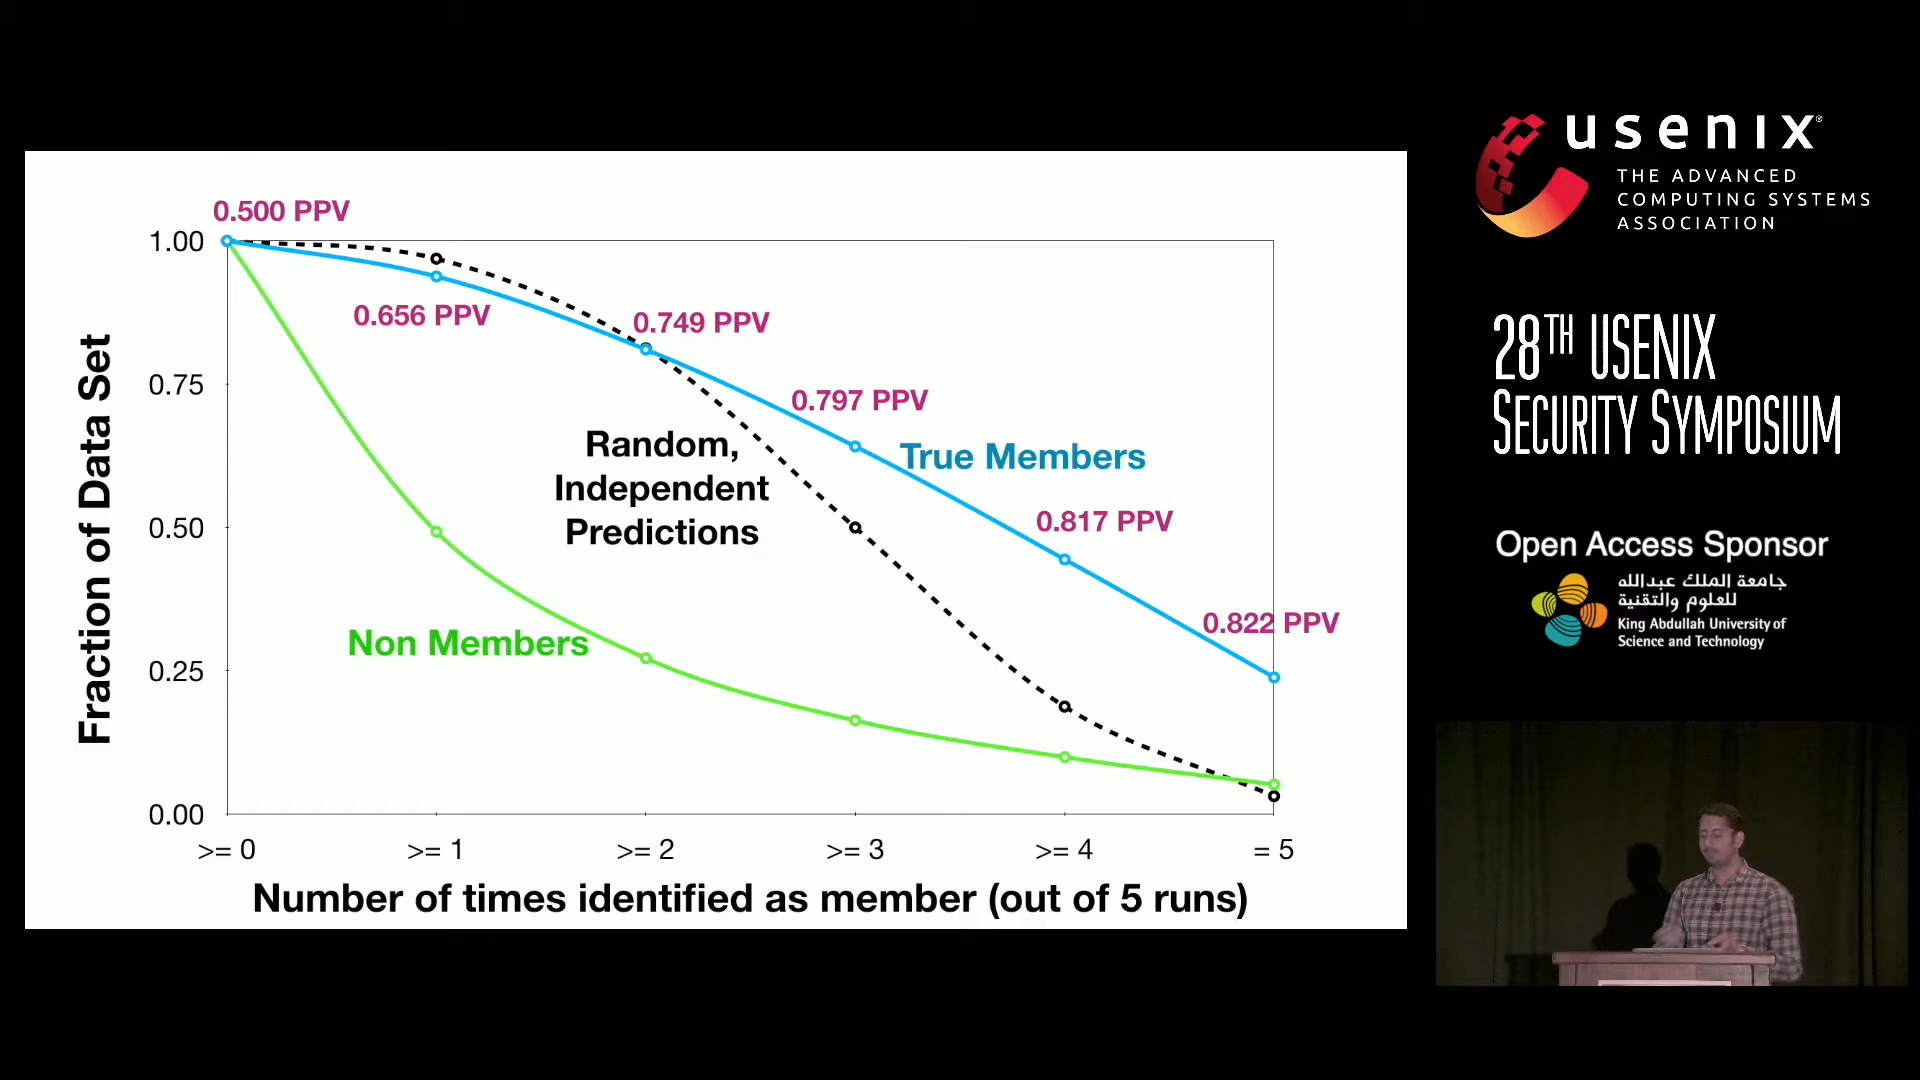 0.500 PPV
1.00
0.656 PPV
0.749 PPV
0.75
0.797 PPV
Random,
Independent
Predictions
True Members
0.50
0.817 PPV
0.822 PPV
Non Members
0.25
0.00
Fraction of Data Set
>= 0
>= 1
>= 2
>= 3
>= 4
= 5
Number of times identified as member (out of 5 runs)
usenix®
THE ADVANCED
COMPUTING SYSTEMS
ASSOCIATION
28TH USENIX
SECURITY SYMPOSIUM
Open Access Sponsor
جامعة الملك عبدالله
للعلوم والتقنية
King Abdullah University of
Science and Technology